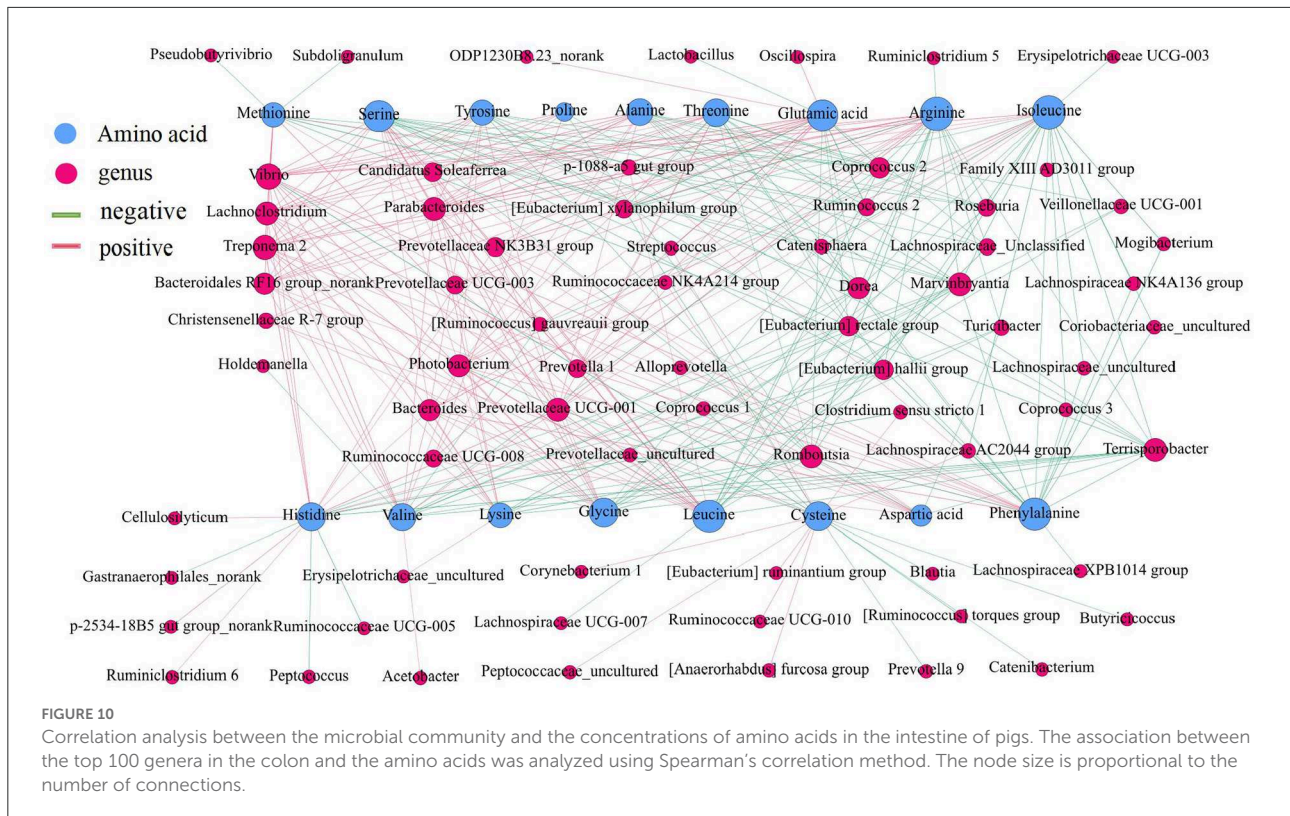 Pseudobutyrivibrio
Subdoligranulum
ODP1230B8.23_norank
Lactobacillus
Oscillospira
Ruminiclostridium 5
Erysipelotrichaceae UCG-003
Methionine
Serine
Tyrosine
Proline
Alanine
Threonine
Glutamic acid
Arginine
Isoleucine
Amino acid
genus
negative
positive
Vibrio
Candidatus Soleaferrea
p-1088-a5 gut group
Coprococcus 2
Family XIII AD3011 group
Lachnoclostridium
Parabacteroides
[Eubacterium] xylanophilum group
Ruminococcus 2
Roseburia
Veillonellaceae UCG-001
Treponema 2
Prevotellaceae NK3B31 group
Streptococcus
Catenisphaera
Lachnospiraceae_Unclassified
Mogibacterium
Bacteroidales RF16 group_norank
Prevotellaceae UCG-003
Ruminococcaceae NK4A214 group
Dorea
Marvinbryantia
Lachnospiraceae NK4A136 group
Christensenellaceae R-7 group
[Ruminococcus] gauvreauii group
[Eubacterium] rectale group
Turicibacter
Coriobacteriaceae_uncultured
Holdemanella
Photobacterium
Prevotella 1
Alloprevotella
[Eubacterium] hallii group
Lachnospiraceae_uncultured
Bacteroides
Prevotellaceae UCG-001
Coprococcus 1
Clostridium sensu stricto 1
Coprococcus 3
Ruminococcaceae UCG-008
Prevotellaceae_uncultured
Romboutsia
Lachnospiraceae AC2044 group
Terrisporobacter
Cellulosilyticum
Histidine
Valine
Lysine
Glycine
Leucine
Cysteine
Aspartic acid
Phenylalanine
Gastranaerophilales_norank
Erysipelotrichaceae_uncultured
Corynebacterium 1
[Eubacterium] ruminantium group
Blautia
Lachnospiraceae XPB1014 group
p-2534-18B5 gut group_norank
Ruminococcaceae UCG-005
Lachnospiraceae UCG-007
Ruminococcaceae UCG-010
[Ruminococcus] torques group
Butyricicoccus
Ruminiclostridium 6
Peptococcus
Acetobacter
Peptococcaceae_uncultured
[Anaerorhabdus] furcosa group
Prevotella 9
Catenibacterium
FIGURE 10
Correlation analysis between the microbial community and the concentrations of amino acids in the intestine of pigs. The association between
the top 100 genera in the colon and the amino acids was analyzed using Spearman's correlation method. The node size is proportional to the
number of connections.